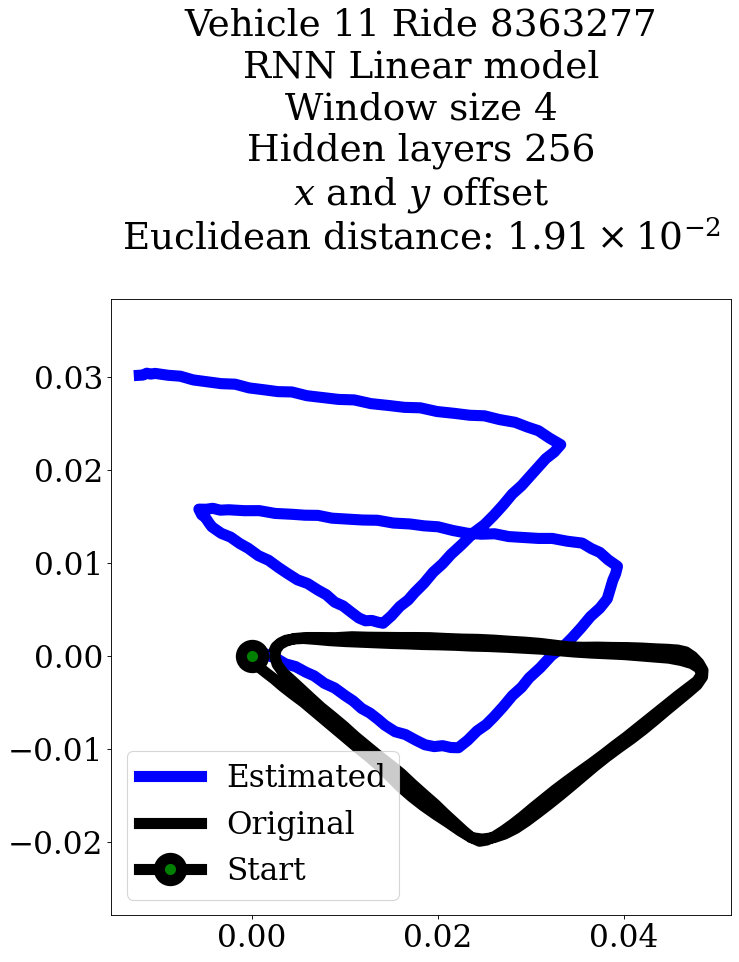 Vehicle 11 Ride 8363277
RNN Linear model
Window size 4
Hidden layers 256
x and y offset
Euclidean distance: 1.91 × 10⁻²
0.03
0.02
0.01
0.00
−0.01
−0.02
Estimated
Original
Start
0.00 0.02 0.04